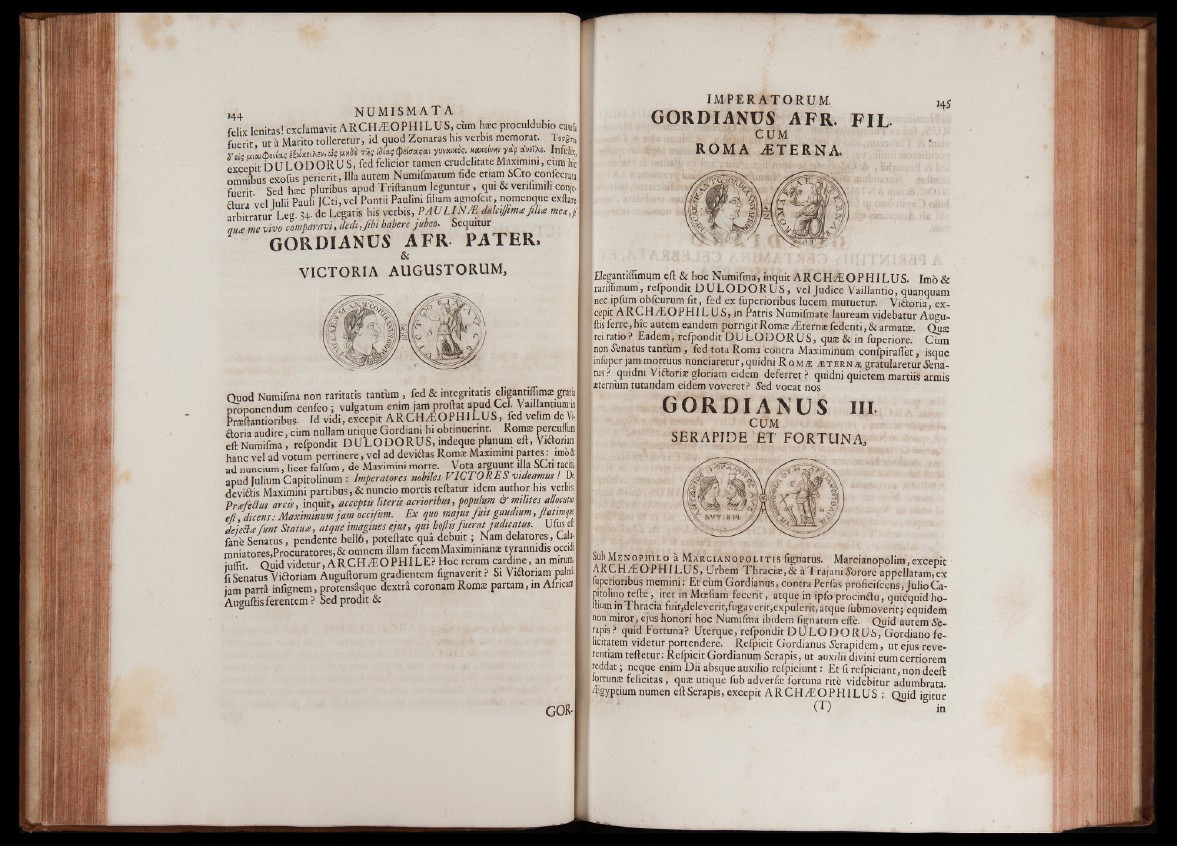 144 NUMISMATA
felix lenitas! exclamavit ARCHÆOPHILUS, cùm hæc proculdubio causa
fuerit, ut à Marito tolleretur, id quod Zonaras his verbis memorat.
excepit DULODORUS, sed felicior tamen crudelitate Maximini, cùm hic
omnibus exosus perierit, Illa autem Numismatum fide etiam SCto consecrata
fuerit. Sed hæc pluribus apud Tristanum leguntur, qui & verisimili conje-
ctura vel Julii Pauli JCti, vel Pontii Paulini filiam agnoscit, nomenque exstare
arbitratur Leg. 34. de Legatis his verbis, PAULINÆ dulcissimæ filiæ meæ,
quæ me vivo comparavi, dedi, sibi habere jubeo. Sequitur
GORDIANUS AFR. PATER,
&
VICTORIA AUGUSTORUM,
Quod Numisma non raritatis tantùm, sed & integritatis eligantissimæ gratia
proponendum censeo; vulgatum enim jam prostat apud Cel. Vaillantium in
Præstantioribus. Id vidi, excepit ARCHÆOPHILUS, sed velim de Vi-
ctoria audire, cùm nullam utique Gordiani hi obtinuerint. Romæ percussum
est Numisma, respondit DULODORUS, indeque planum est, Victoriam
hanc vel ad votum pertinere, vel ad devictas Romæ Maximini partes: imò &
ad nuncium, licet falsum, de Maximini morte. Vota arguunt illa SCti taciti
apud Julium Capitolinum: Imperatores nobiles VICTORES videamus! De
devictis Maximini partibus, & nuncio mortis testatur idem author his verbis
Præfectus arcis, inquit, acceptis literis acrioribus, populum & milites allocutus
est, dicens: Maximinum jam occisum. Ex quo majus fuit gaudium, statimque
dejectæ sunt Statuæ, atque imagines ejus, qui hostis fuerat judicatus. Usus est
sanè Senatus, pendente bellô, potestate quâ debuit; Nam delatores, Calu-
mniatores, Procuratores, & omnem illam facem Maximinianæ tyrannidis occidi
jussit. Quid videtur, ARCHÆOPHILE? Hoc rerum cardine, an mirum,
si Senatus Victoriam Augustorum gradientem signaverit? Si Victoriam palmâ
jam partâ insignem, protensâque dextrâ coronam Romæ partam, in Africa
Augustis ferentem? Sed prodit &
GOR-
IMPERATORUM. 145
GORDIANUS AFR. FIL.
CUM
ROMA ÆTERNA.
Elegantissimum est & hoc Numisma, inquit ARCHÆOPHILUS. Imò &
rarissimum, respondit DULODORUS, vel Judice Vaillantio, quanquam
nec ipsum obscurum sit, sed ex superioribus lucem mutuetur. Victoria, ex-
cepit ARCHÆOPHILUS, in Patris Numismate lauream videbatur Augu-
stis ferre, hîc autem eandem porrigit Romæ Æternæ sedenti, & armatæ. Quæ
rei ratio? Eadem, respondit DULODORUS, quæ & in superiore. Cùm
non Senatus tantùm, sed tota Roma contra Maximinum conspirasset, isque
insuper jam mortuus nunciaretur, quidni ROMÆ ÆTERNÆ gratularetur Sena-
tus? quidni Victoriæ gloriam eidem deferret? quidni quietem martiis armis
æternùm tutandam eidem voveret? Sed vocat nos
GORDIANUS III.
CUM
SERAPIDE ET FORTUNA,
Sub MENOPHILO à MARCIANOPOLITIS signatus. Marcianopolim, excepit
ARCHÆOPHILUS, Urbem Thraciæ, & à Trajani Sorore appellatam, ex
superioribus memini: Et cùm Gordianus, contra Persas proficiscens, Julio Ca-
pitolino teste, iter in Mœsiam fecerit, atque in ipso procinctu, quicquid ho-
stium in Thracia fuit, deleverit, fugaverit, expulerit, atque submoverit; equidem
non miror, ejus honori hoc Numisma ibidem signatum esse. Quid autem Se-
rapis? quid Fortuna? Uterque, respondit DULODORUS, Gordiano fe-
licitatem videtur portendere. Respicit Gordianus Serapidem, ut ejus reve-
rentiam testetur: Respicit Gordianum Serapis, ut auxilii divini eum certiorem
reddat; neque enim Dii absque auxilio respiciunt: Et si respiciant, non deest
fortunæ felicitas, quæ utique sub adversæ fortuna ritè videbitur adumbrata.
Ægyptium numen est Serapis, excepit ARCHÆOPHILUS: Quid igitur
(T) in